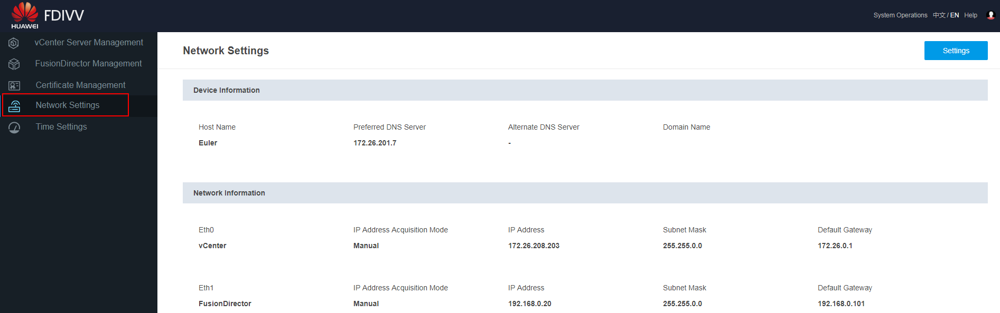 HUAWEI FDIVV
System Operations 中文 / EN Help
vCenter Server Management
FusionDirector Management
Certificate Management
Network Settings
Time Settings
Network Settings
Settings
Device Information
Host Name Preferred DNS Server Alternate DNS Server Domain Name
Euler 172.26.201.7 -
Network Information
Eth0 IP Address Acquisition Mode IP Address Subnet Mask Default Gateway
vCenter Manual 172.26.208.203 255.255.0.0 172.26.0.1
Eth1 IP Address Acquisition Mode IP Address Subnet Mask Default Gateway
FusionDirector Manual 192.168.0.20 255.255.0.0 192.168.0.101